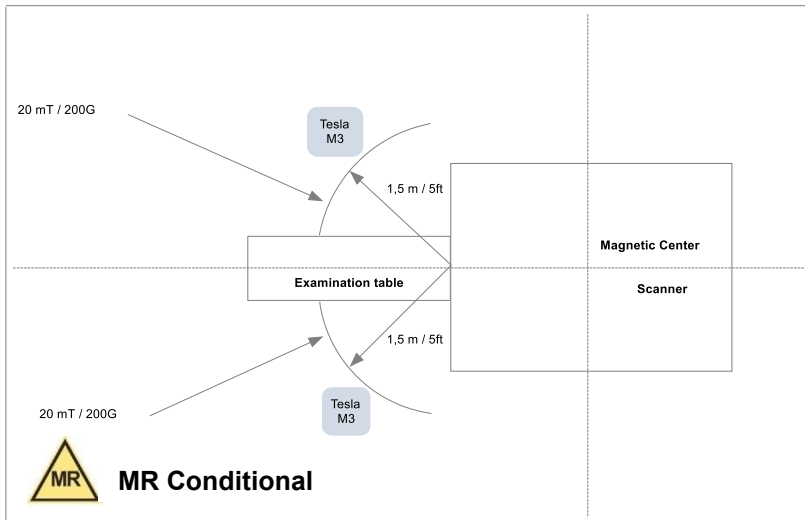 20 mT / 200G
Tesla
M3
1,5 m / 5ft
Magnetic Center
Examination table
Scanner
1,5 m / 5ft
Tesla
M3
20 mT / 200G
MR
MR Conditional